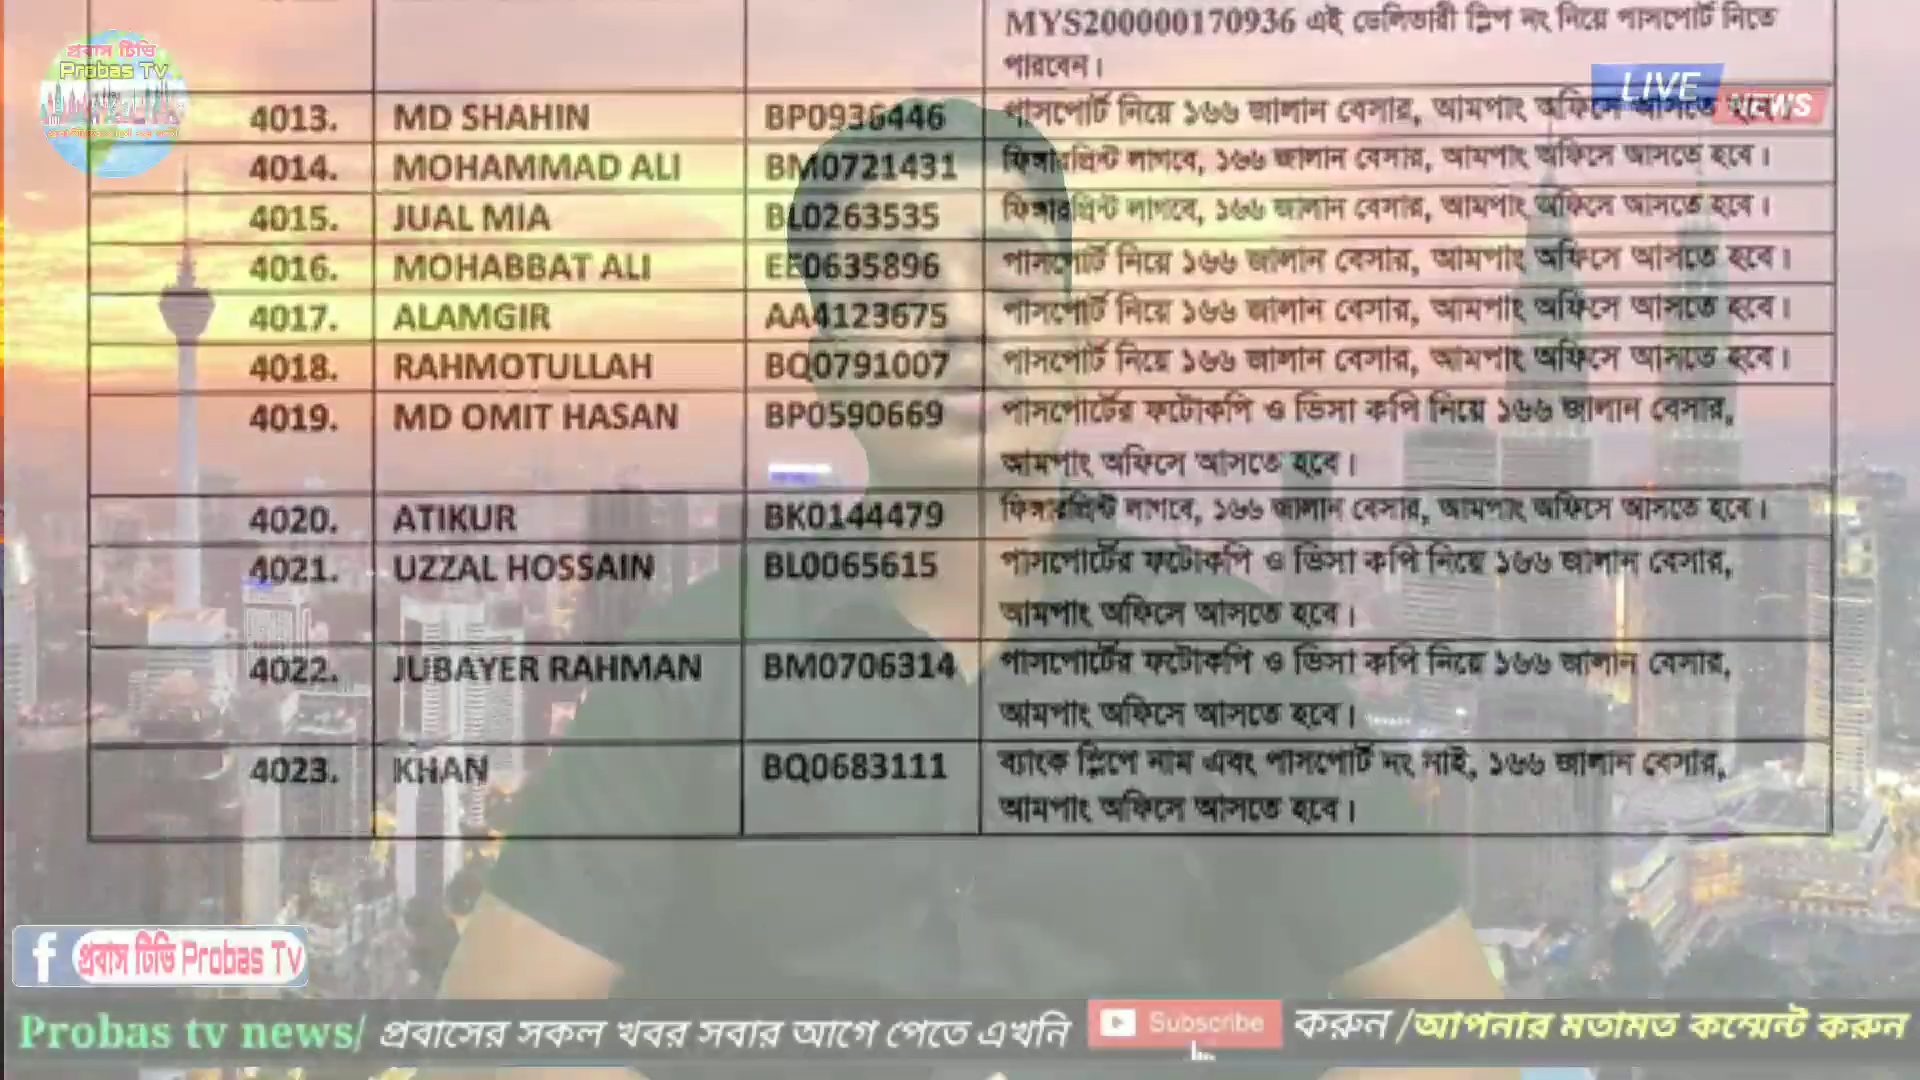 MYS200000170936 এই ডেলিভারী স্লিপ নং নিয়ে পাসপোর্ট নিতে
পারবেন।
প্রবাস টিভি
Probas Tv
LIVE
NEWS
4013. MD SHAHIN BP0936446 পাসপোর্ট নিয়ে ১৬৬ জালান বেসার, আমপাং অফিসে আসতে হবে।
4014. MOHAMMAD ALI BM0721431 ফিঙ্গারপ্রিন্ট লাগবে, ১৬৬ জালান বেসার, আমপাং অফিসে আসতে হবে।
4015. JUAL MIA BL0263535 ফিঙ্গারপ্রিন্ট লাগবে, ১৬৬ জালান বেসার, আমপাং অফিসে আসতে হবে।
4016. MOHABBAT ALI EE0635896 পাসপোর্ট নিয়ে ১৬৬ জালান বেসার, আমপাং অফিসে আসতে হবে।
4017. ALAMGIR AA4123675 পাসপোর্ট নিয়ে ১৬৬ জালান বেসার, আমপাং অফিসে আসতে হবে।
4018. RAHMOTULLAH BQ0791007 পাসপোর্ট নিয়ে ১৬৬ জালান বেসার, আমপাং অফিসে আসতে হবে।
4019. MD OMIT HASAN BP0590669 পাসপোর্টের ফটোকপি ও ভিসা কপি নিয়ে ১৬৬ জালান বেসার,
আমপাং অফিসে আসতে হবে।
4020. ATIKUR BK0144479 ফিঙ্গারপ্রিন্ট লাগবে, ১৬৬ জালান বেসার, আমপাং অফিসে আসতে হবে।
4021. UZZAL HOSSAIN BL0065615 পাসপোর্টের ফটোকপি ও ভিসা কপি নিয়ে ১৬৬ জালান বেসার,
আমপাং অফিসে আসতে হবে।
4022. JUBAYER RAHMAN BM0706314 পাসপোর্টের ফটোকপি ও ভিসা কপি নিয়ে ১৬৬ জালান বেসার,
আমপাং অফিসে আসতে হবে।
4023. KHAN BQ0683111 ব্যাংক স্লিপে নাম এবং পাসপোর্ট নং নাই, ১৬৬ জালান বেসার,
আমপাং অফিসে আসতে হবে।
f প্রবাস টিভি Probas Tv
Probas tv news/ প্রবাসের সকল খবর সবার আগে পেতে এখনি Subscribe করুন /আপনার মতামত কমেন্ট করুন